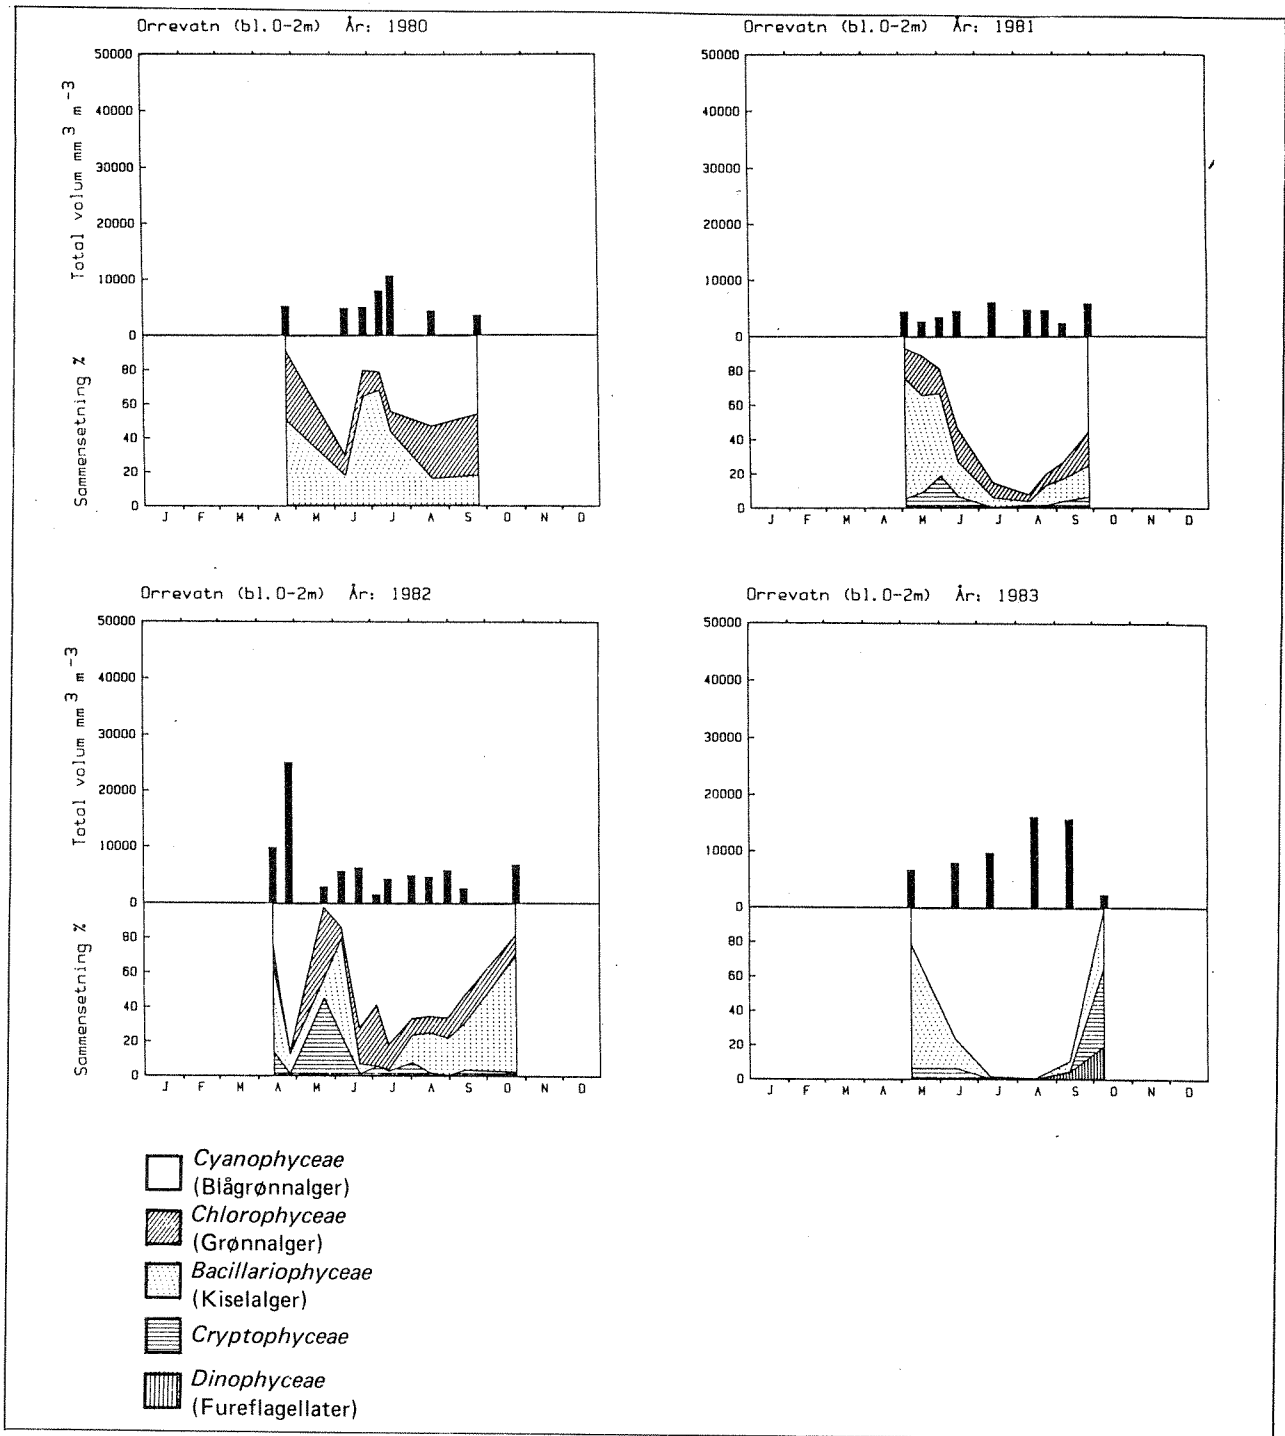 Orrevatn (bl. 0-2m) År: 1980
Total volum mm³ m⁻³
50000
40000
30000
20000
10000
0
Sammensetning %
80
60
40
20
0
J F M A M J J A S O N D
Orrevatn (bl. 0-2m) År: 1981
50000
40000
30000
20000
10000
0
80
60
40
20
0
J F M A M J J A S O N D
Orrevatn (bl. 0-2m) År: 1982
Total volum mm³ m⁻³
50000
40000
30000
20000
10000
0
Sammensetning %
80
60
40
20
0
J F M A M J J A S O N D
Orrevatn (bl. 0-2m) År: 1983
50000
40000
30000
20000
10000
0
80
60
40
20
0
J F M A M J J A S O N D
Cyanophyceae
(Blågrønnalger)
Chlorophyceae
(Grønnalger)
Bacillariophyceae
(Kiselalger)
Cryptophyceae
Dinophyceae
(Fureflagellater)